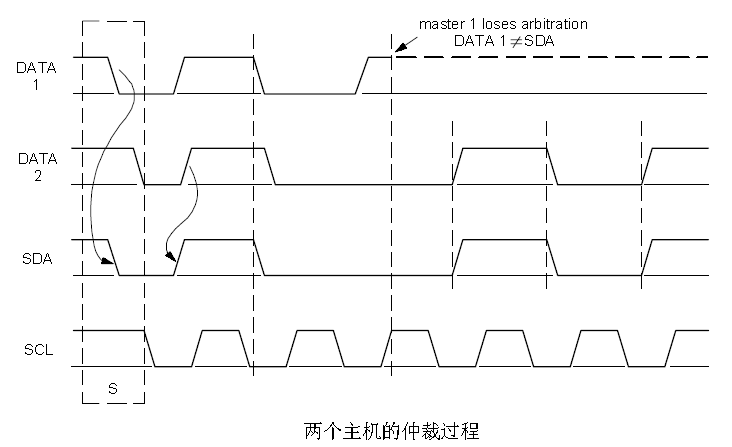 master 1 loses arbitration
DATA 1≠SDA
DATA
1
DATA
2
SDA
SCL
S
两个主机的仲裁过程